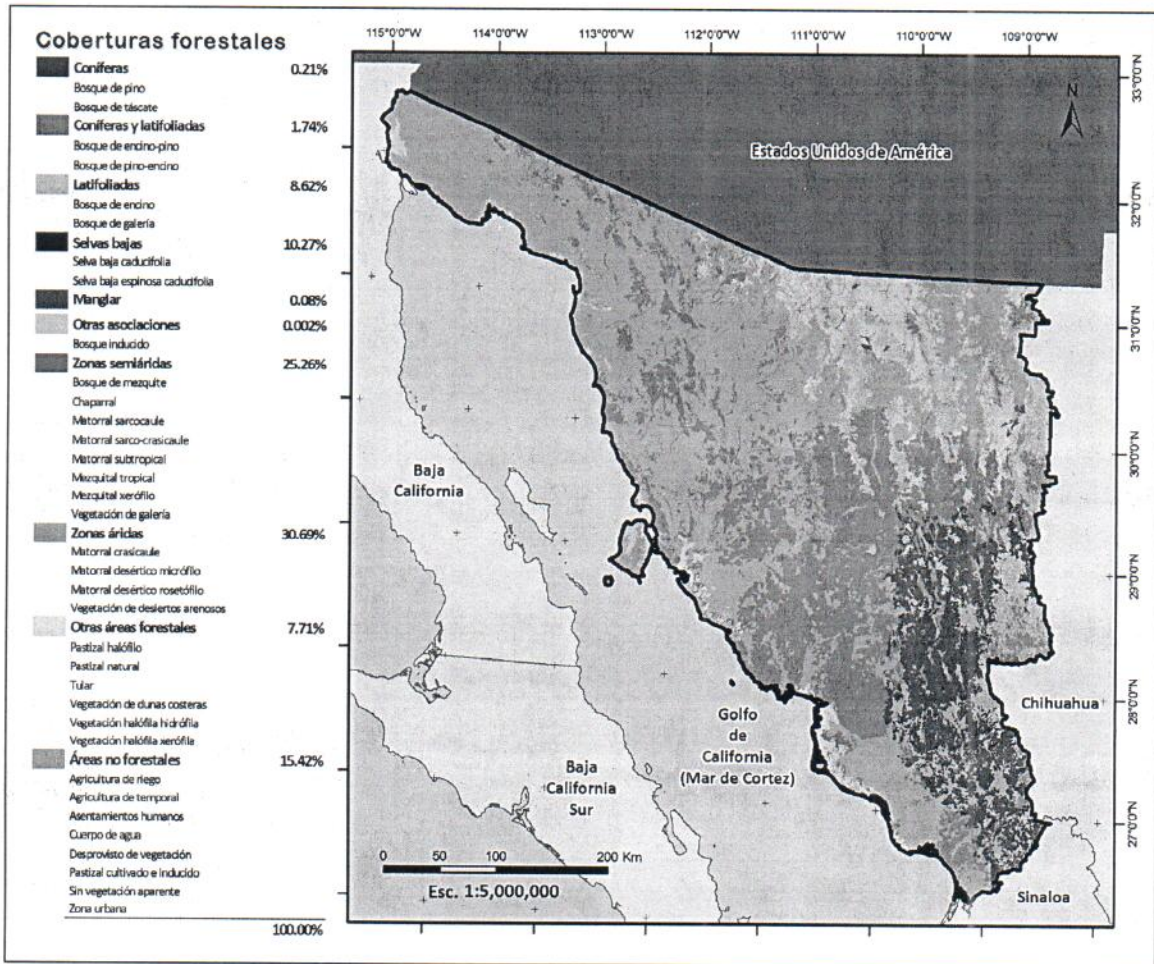 Coberturas forestales
Coníferas 0.21%
Bosque de pino
Bosque de táscate
Coníferas y latifoliadas 1.74%
Bosque de encino-pino
Bosque de pino-encino
Latifoliadas 8.62%
Bosque de encino
Bosque de galería
Selvas bajas 10.27%
Selva baja caducifolia
Selva baja espinosa caducifolia
Manglar 0.08%
Otras asociaciones 0.002%
Bosque inducido
Zonas semiáridas 25.26%
Bosque de mezquite
Chaparral
Matorral sarcocaule
Matorral sarco-crasicaule
Matorral subtropical
Mezquital tropical
Mezquital xerófilo
Vegetación de galería
Zonas áridas 30.69%
Matorral crasicaule
Matorral desértico micrófilo
Matorral desértico rosetófilo
Vegetación de desiertos arenosos
Otras áreas forestales 7.71%
Pastizal halófilo
Pastizal natural
Tular
Vegetación de dunas costeras
Vegetación halófila hidrófila
Vegetación halófila xerófila
Áreas no forestales 15.42%
Agricultura de riego
Agricultura de temporal
Asentamientos humanos
Cuerpo de agua
Desprovisto de vegetación
Pastizal cultivado e inducido
Sin vegetación aparente
Zona urbana
100.00%
115°0'0"W 114°0'0"W 113°0'0"W 112°0'0"W 111°0'0"W 110°0'0"W 109°0'0"W
N
Estados Unidos de América
Baja
California
Golfo
de
California
(Mar de Cortez)
Baja
California
Sur
Chihuahua
Sinaloa
0 50 100 200 Km
Esc. 1:5,000,000
33°0'0"N
32°0'0"N
31°0'0"N
30°0'0"N
29°0'0"N
28°0'0"N
27°0'0"N